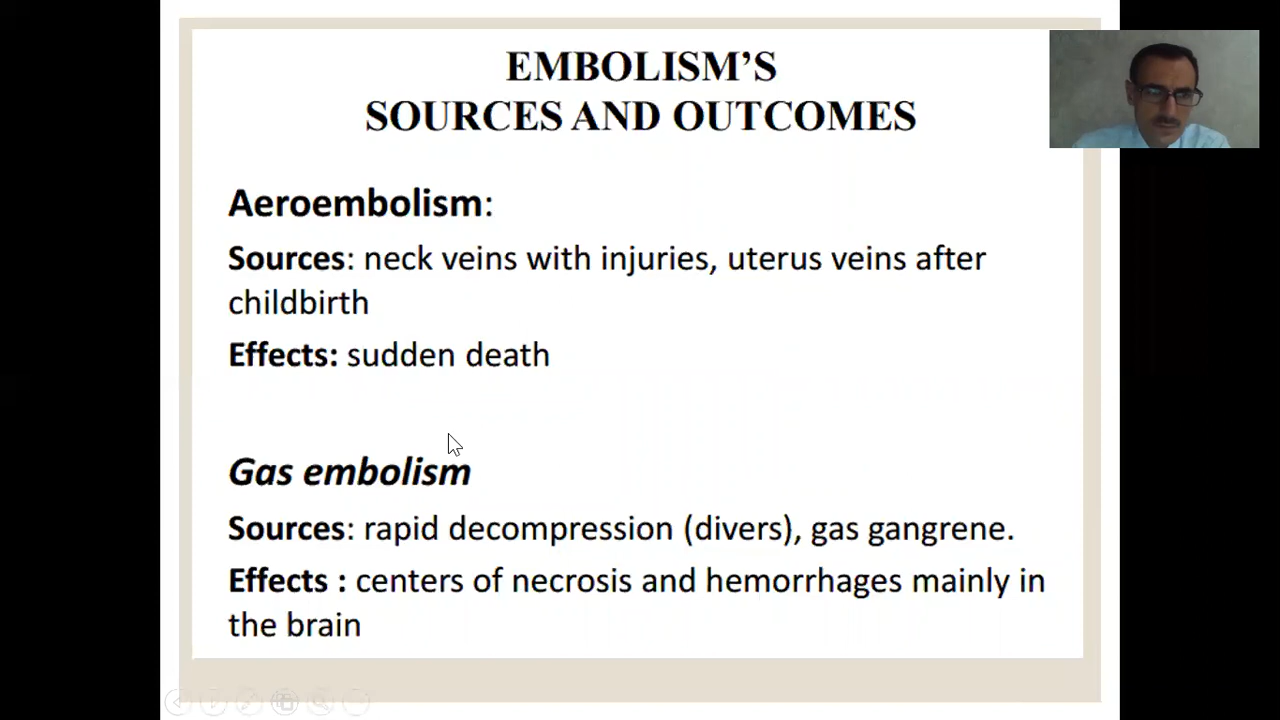 EMBOLISM’S
SOURCES AND OUTCOMES
Aeroembolism:
Sources: neck veins with injuries, uterus veins after
childbirth
Effects: sudden death
Gas embolism
Sources: rapid decompression (divers), gas gangrene.
Effects : centers of necrosis and hemorrhages mainly in
the brain